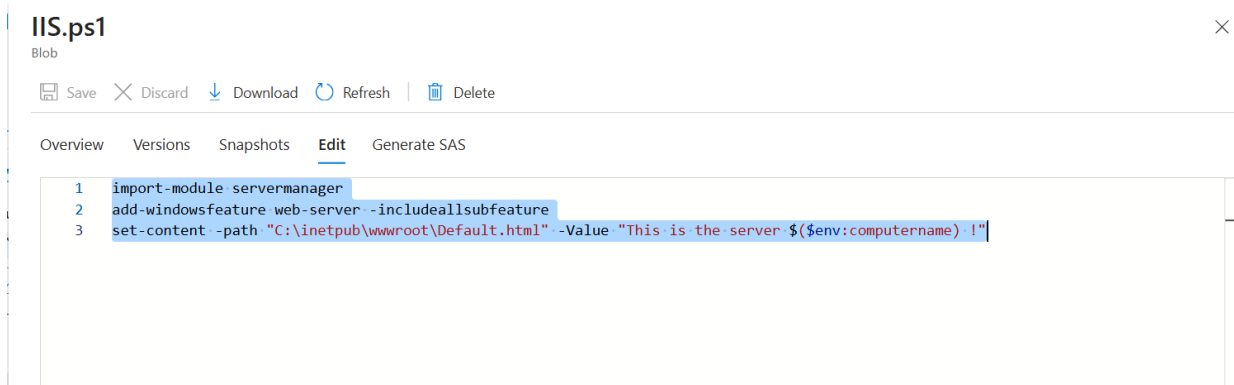 IIS.ps1
Blob
Save Discard Download Refresh Delete
Overview Versions Snapshots Edit Generate SAS
1 import-module servermanager
2 add-windowsfeature web-server -includeallsubfeature
3 set-content -path "C:\inetpub\wwwroot\Default.html" -Value "This is the server $($env:computername) !"